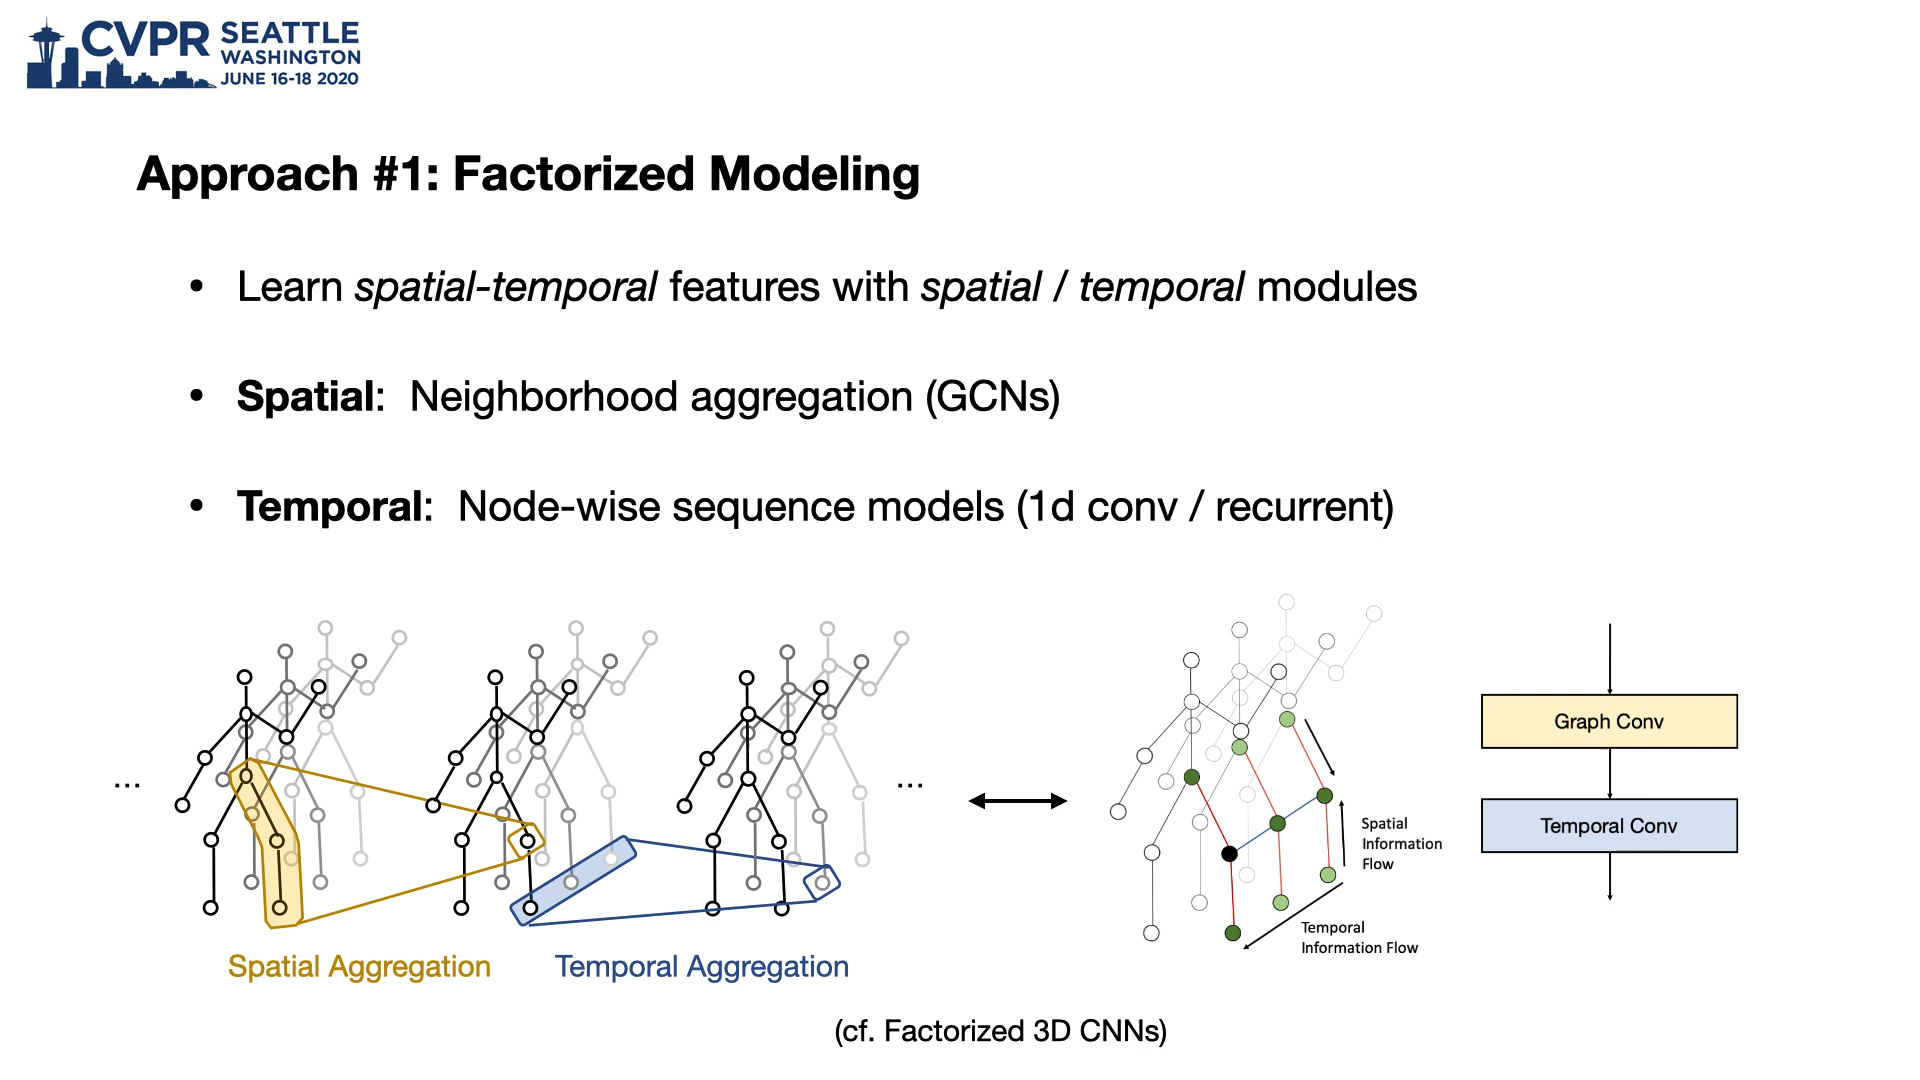 CVPR SEATTLE
WASHINGTON
JUNE 16-18 2020
Approach #1: Factorized Modeling
• Learn spatial-temporal features with spatial / temporal modules
• Spatial: Neighborhood aggregation (GCNs)
• Temporal: Node-wise sequence models (1d conv / recurrent)
...
...
Spatial Aggregation
Temporal Aggregation
Spatial
Information
Flow
Temporal
Information Flow
Graph Conv
Temporal Conv
(cf. Factorized 3D CNNs)